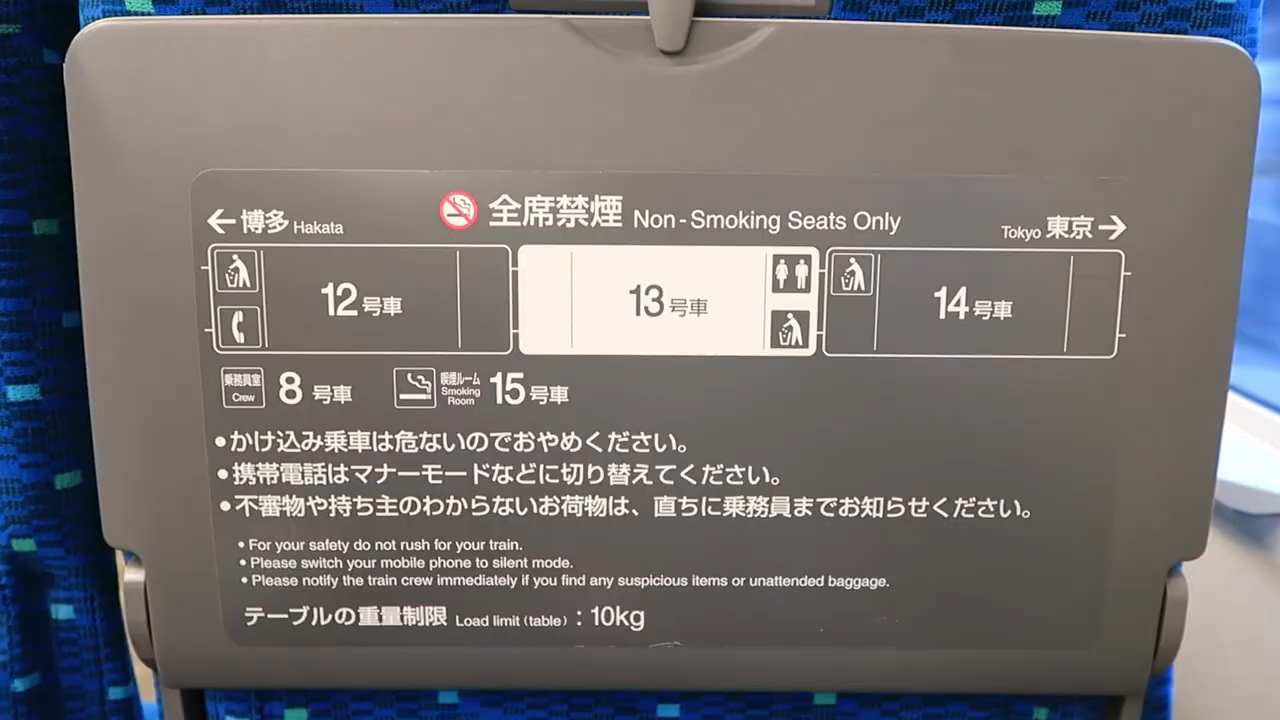 ←博多 Hakata
全席禁煙 Non-Smoking Seats Only
Tokyo 東京→
12号車
13号車
14号車
乗務員室 Crew 8号車
喫煙ルーム Smoking Room 15号車
●かけ込み乗車は危ないのでおやめください。
●携帯電話はマナーモードなどに切り替えてください。
●不審物や持ち主のわからないお荷物は、直ちに乗務員までお知らせください。
• For your safety do not rush for your train.
• Please switch your mobile phone to silent mode.
• Please notify the train crew immediately if you find any suspicious items or unattended baggage.
テーブルの重量制限 Load limit (table) : 10kg